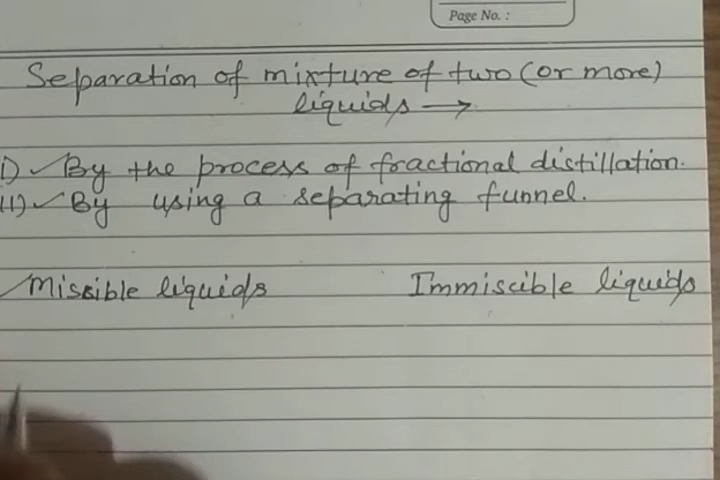 Page No. :
Separation of mixture of two (or more)
liquids →
I) ✓ By the process of fractional distillation.
II) ✓ By using a separating funnel.
✓ Miscible liquids Immiscible liquids